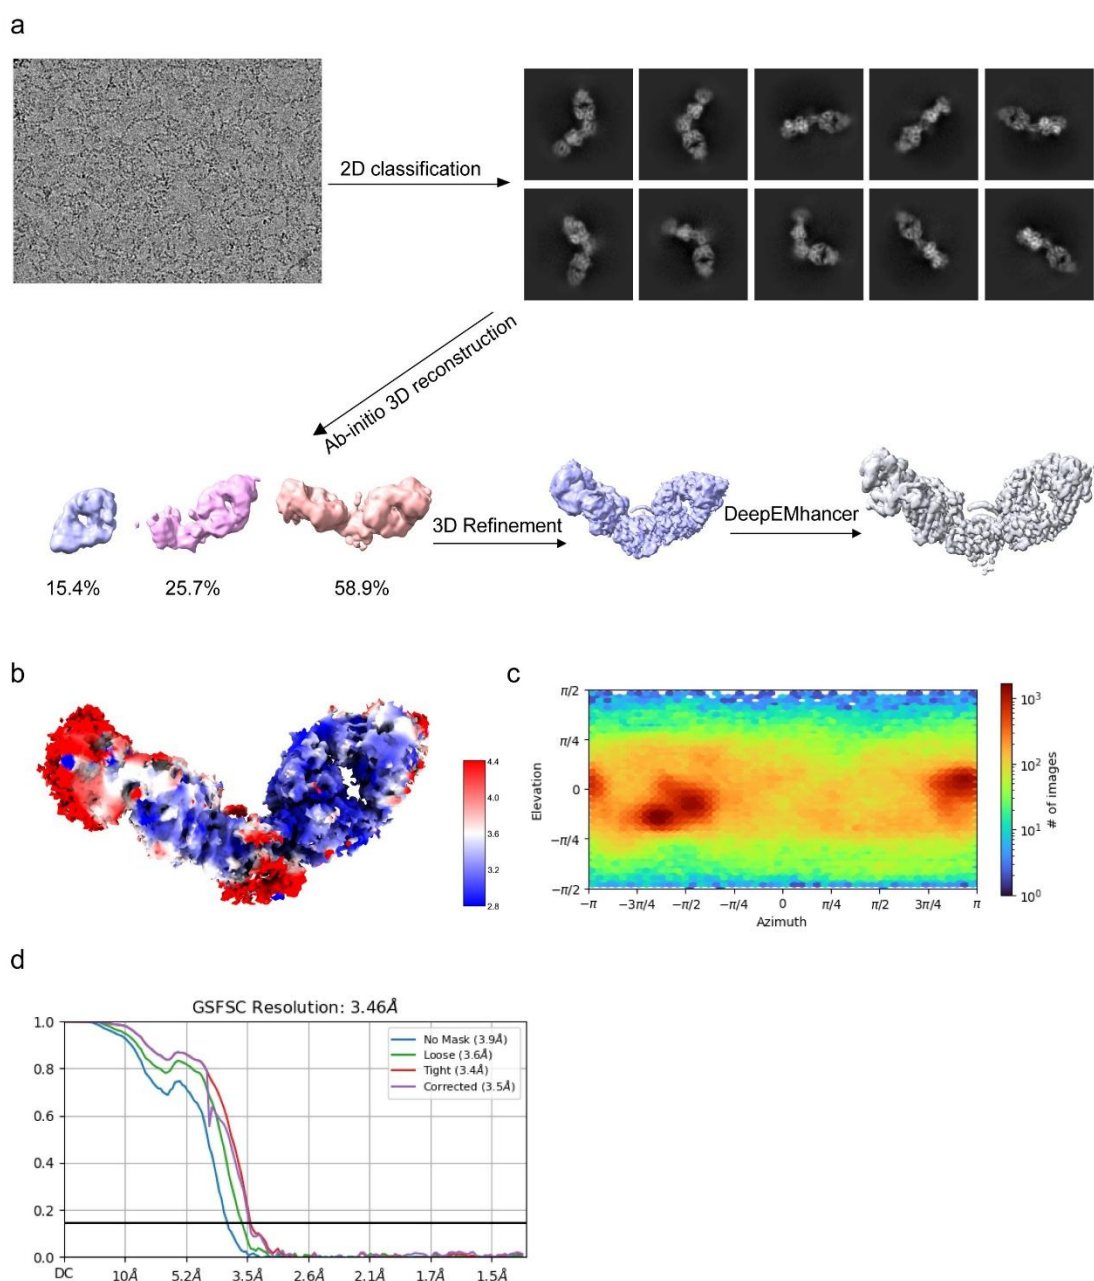 a
2D classification
Ab-initio 3D reconstruction
3D Refinement
DeepEMhancer
15.4%
25.7%
58.9%
b
4.4
4.0
3.6
3.2
2.8
c
π/2
π/4
0
−π/4
−π/2
Elevation
−π
−3π/4
−π/2
−π/4
0
π/4
π/2
3π/4
π
Azimuth
10³
10²
10¹
10⁰
# of images
d
GSFSC Resolution: 3.46Å
1.0
0.8
0.6
0.4
0.2
0.0
No Mask (3.9Å)
Loose (3.6Å)
Tight (3.4Å)
Corrected (3.5Å)
DC
10Å
5.2Å
3.5Å
2.6Å
2.1Å
1.7Å
1.5Å